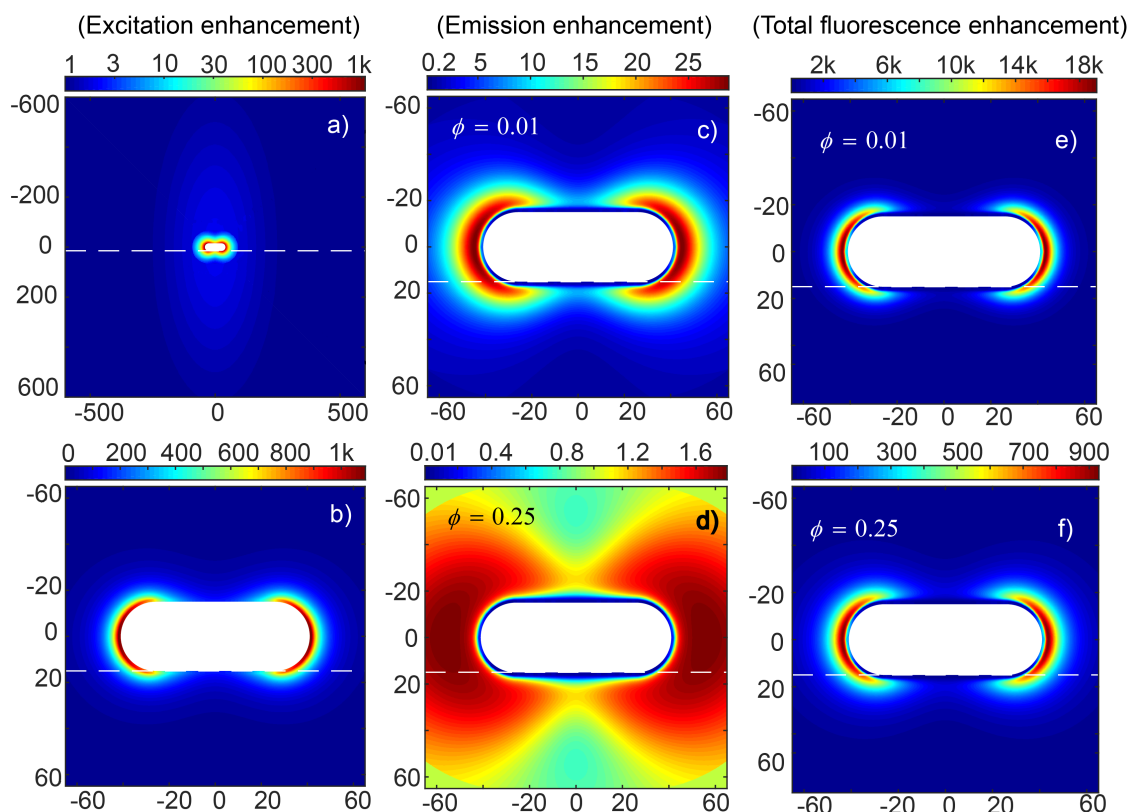 (Excitation enhancement) (Emission enhancement) (Total fluorescence enhancement)
1 3 10 30 100 300 1k
0.2 5 10 15 20 25
2k 6k 10k 14k 18k
-600 -200 0 200 600
a)
-500 0 500
-60 -20 0 20 60
ϕ = 0.01 c)
-60 -20 0 20 60
-60 -20 0 20 60
ϕ = 0.01 e)
-60 -20 0 20 60
0 200 400 600 800 1k
0.01 0.4 0.8 1.2 1.6
100 300 500 700 900
-60 -20 0 20 60
b)
-60 -40 -20 0 20 40 60
-60 -20 0 20 60
ϕ = 0.25 d)
-60 -40 -20 0 20 40 60
-60 -20 0 20 60
ϕ = 0.25 f)
-60 -20 0 20 60